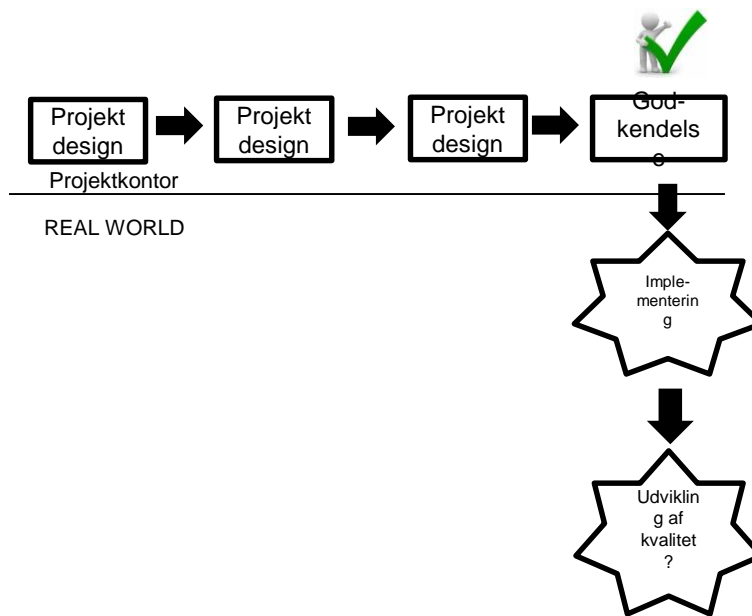 Projekt
design
Projekt
design
Projekt
design
God-
kendels
e
Projektkontor
REAL WORLD
Imple-
menterin
g
Udviklin
g af
kvalitet
?